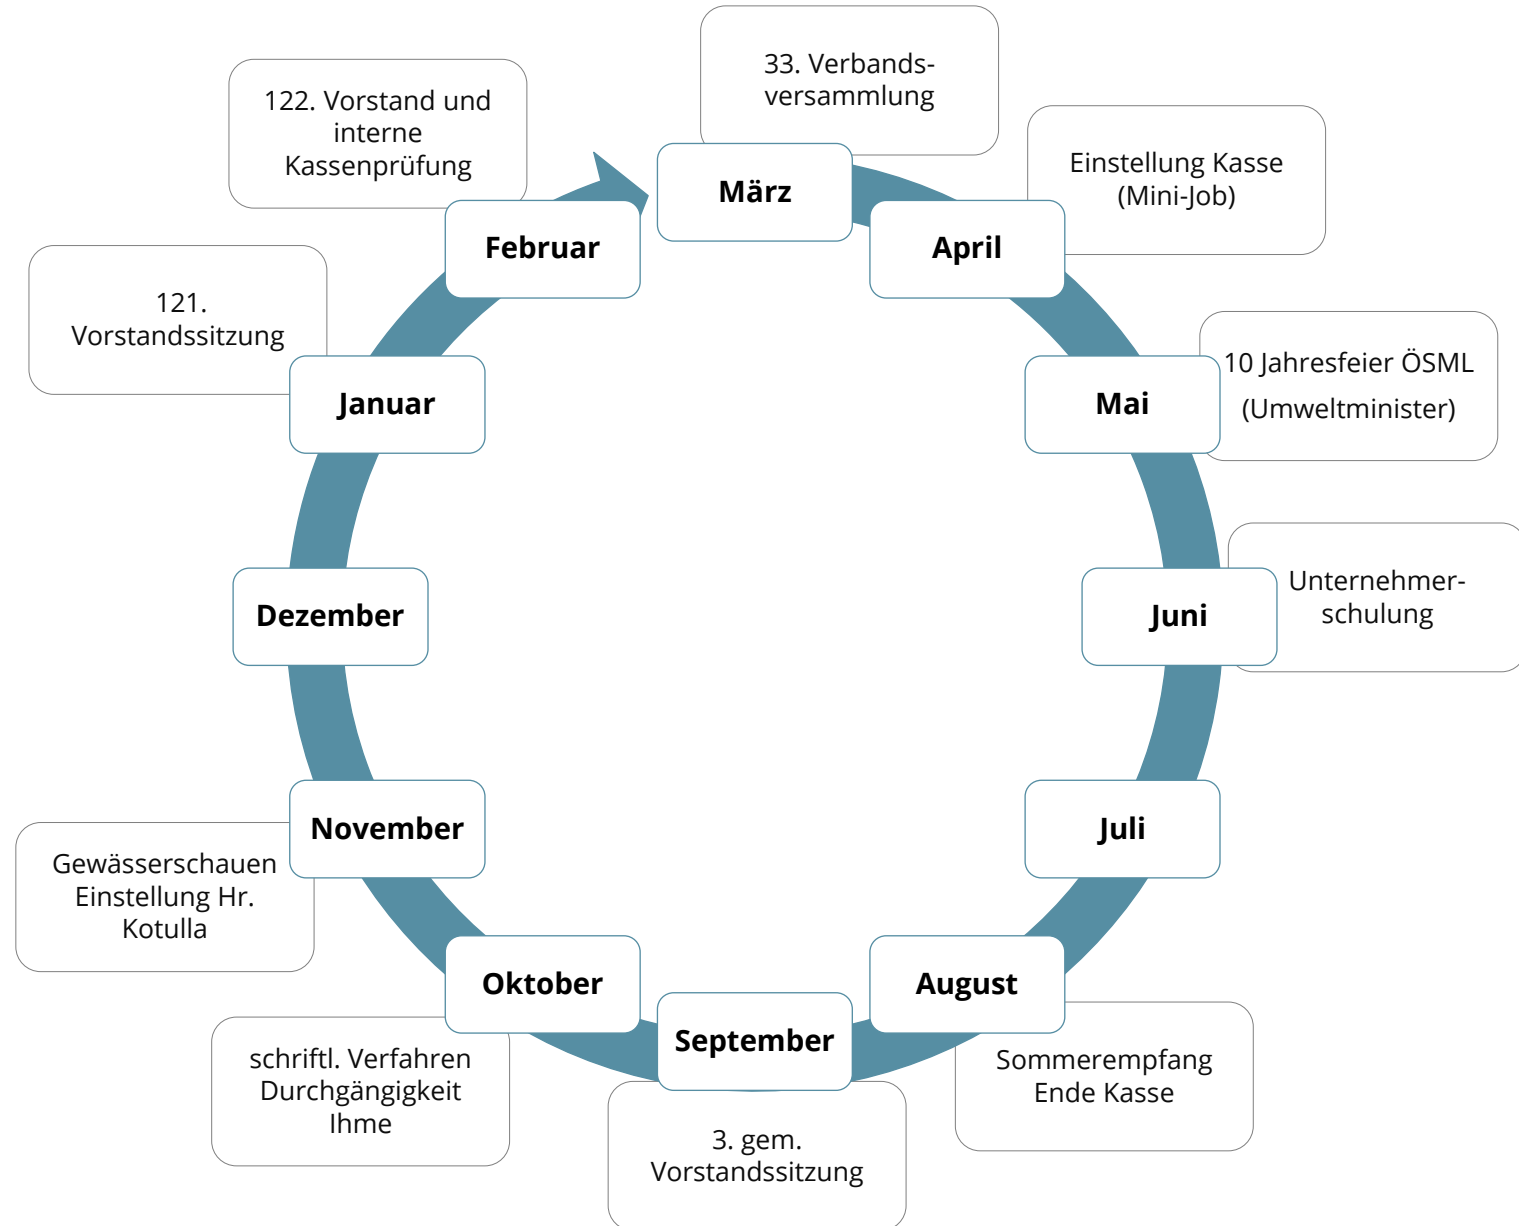 33. Verbands-
versammlung
März
Einstellung Kasse
(Mini-Job)
April
10 Jahresfeier ÖSML
(Umweltminister)
Mai
Unternehmer-
schulung
Juni
Juli
August
Sommerempfang
Ende Kasse
September
3. gem.
Vorstandssitzung
Oktober
schriftl. Verfahren
Durchgängigkeit
Ihme
November
Gewässerschauen
Einstellung Hr.
Kotulla
Dezember
121.
Vorstandssitzung
Januar
122. Vorstand und
interne
Kassenprüfung
Februar